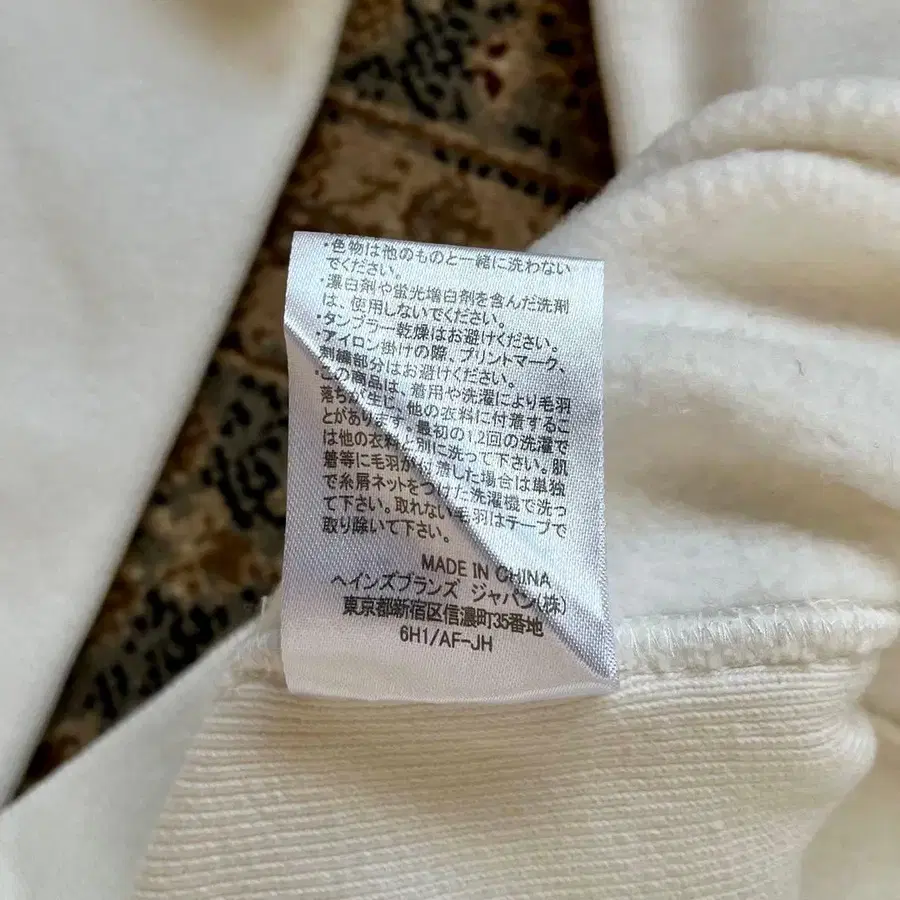 ・色物は他のものと一緒に洗わない
でください。
・漂白剤や蛍光増白剤を含んだ洗剤
は、使用しないでください。
・タンブラー乾燥はお避けください。
・アイロン掛けの際、プリントマーク、
刺繍部分はお避けください。
・この商品は、着用や洗濯により毛羽
落ちが生じ、他の衣料に付着するこ
とがあります。最初の1,2回の洗濯で
は他の衣料と別に洗って下さい。肌
着等に毛羽が付着した場合は単独
で糸屑ネットをつけた洗濯機で洗っ
て下さい。取れない毛羽はテープで
取り除いて下さい。
MADE IN CHINA
ヘインズブランズ ジャパン(株)
東京都新宿区信濃町35番地
6H1/AF-JH